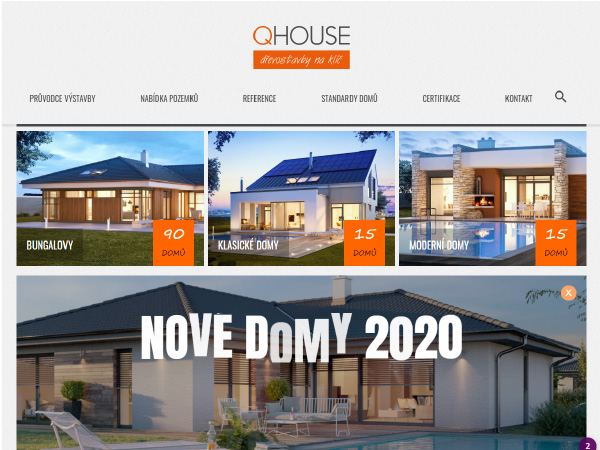 QHOUSE
dřevostavby na klíč
PRŮVODCE VÝSTAVBY NABÍDKA POZEMKŮ REFERENCE STANDARDY DOMŮ CERTIFIKACE KONTAKT
90
DOMŮ
BUNGALOVY
15
DOMŮ
KLASICKÉ DOMY
15
DOMŮ
MODERNÍ DOMY
X
NOVÉ DOMY 2020
2